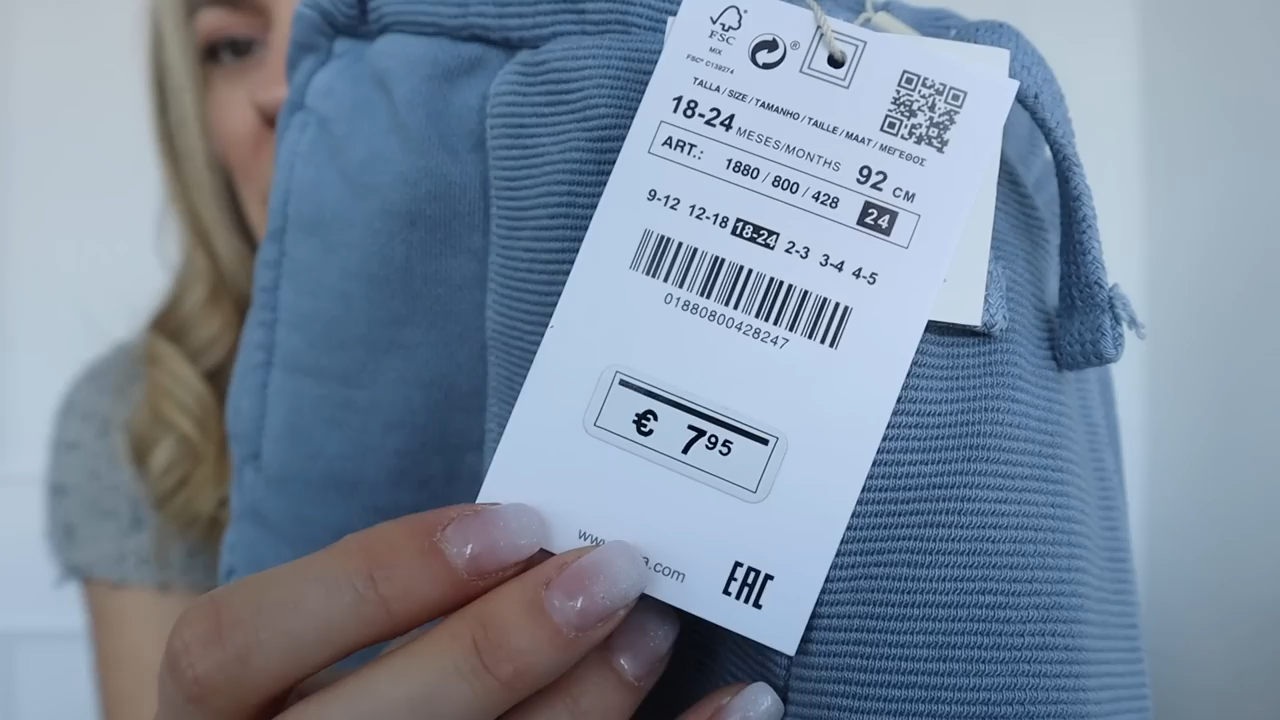 FSC
MIX
FSC® C139274
®
TALLA / SIZE / TAMANHO / TAILLE / MAAT / ΜΕΓΕΘΟΣ
18-24 MESES/MONTHS 92 CM
ART.: 1880 / 800 / 428 24
9-12 12-18 18-24 2-3 3-4 4-5
01880800428247
€ 795
EAC